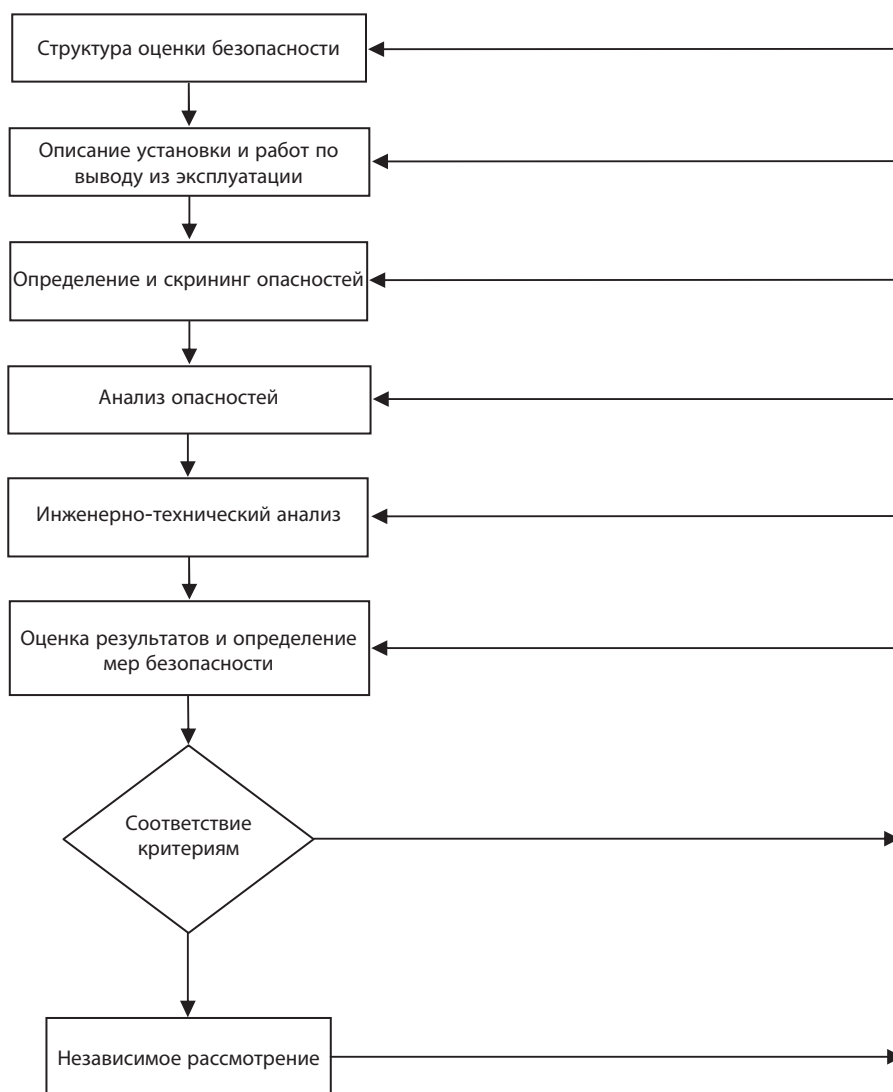 Структура оценки безопасности
Описание установки и работ по
выводу из эксплуатации
Определение и скрининг опасностей
Анализ опасностей
Инженерно-технический анализ
Оценка результатов и определение
мер безопасности
Соответствие
критериям
Независимое рассмотрение